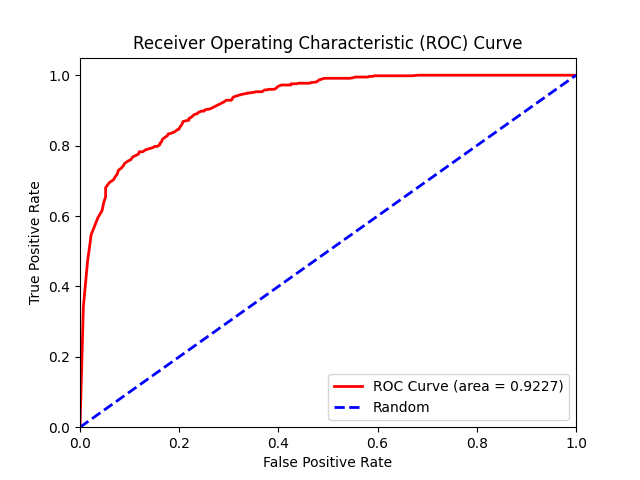 Receiver Operating Characteristic (ROC) Curve
True Positive Rate
1.0
0.8
0.6
0.4
0.2
0.0
ROC Curve (area = 0.9227)
Random
0.0 0.2 0.4 0.6 0.8 1.0
False Positive Rate